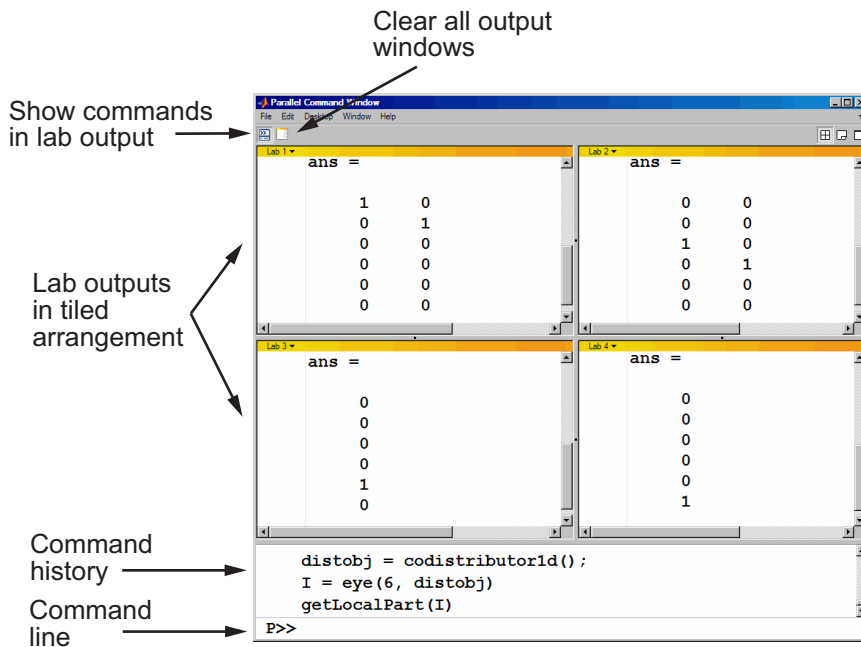 Clear all output
windows
Show commands
in lab output
Parallel Command Window
File Edit Desktop Window Help
Lab 1
ans =
1 0
0 1
0 0
0 0
0 0
0 0
Lab 2
ans =
0 0
0 0
1 0
0 1
0 0
0 0
Lab outputs
in tiled
arrangement
Lab 3
ans =
0
0
0
0
1
0
Lab 4
ans =
0
0
0
0
0
1
Command
history
distobj = codistributor1d();
I = eye(6, distobj)
getLocalPart(I)
Command
line
P>>